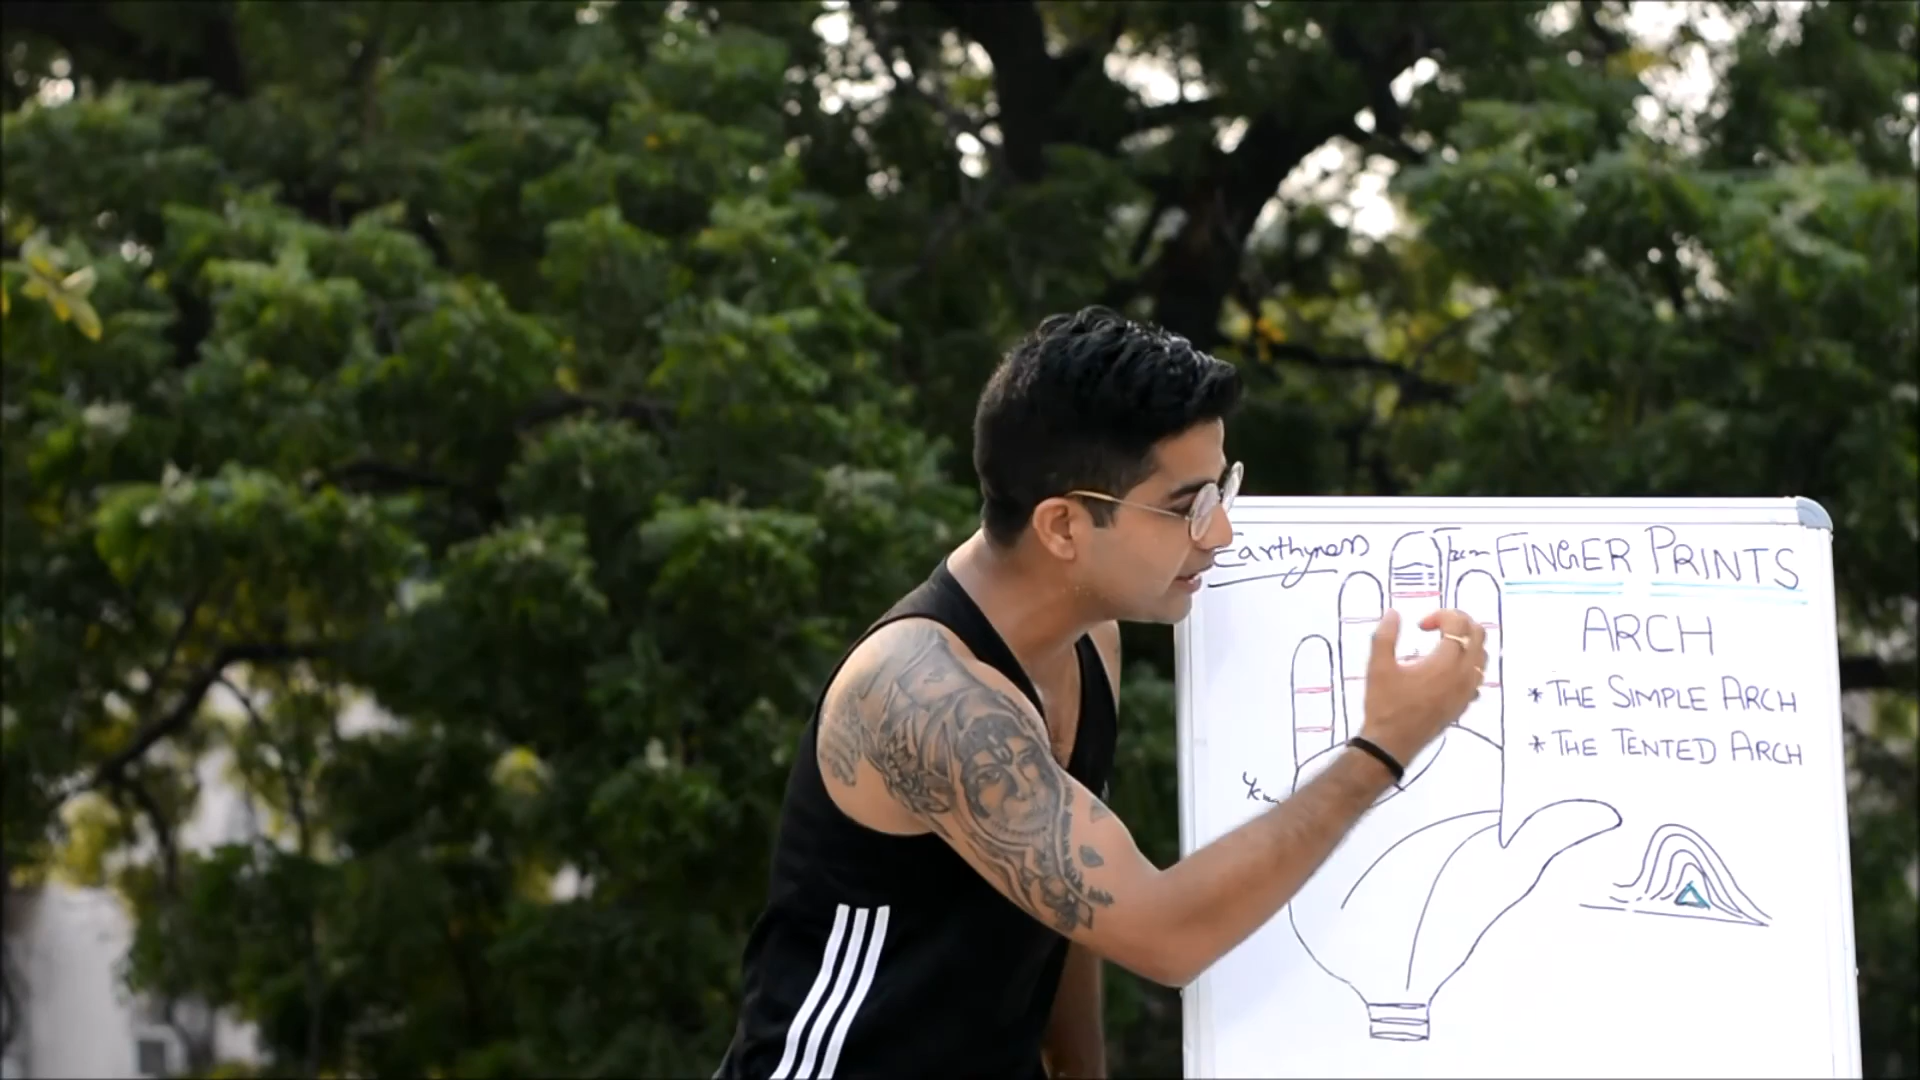 Earthyness
FINGER PRINTS
ARCH
* THE SIMPLE ARCH
* THE TENTED ARCH